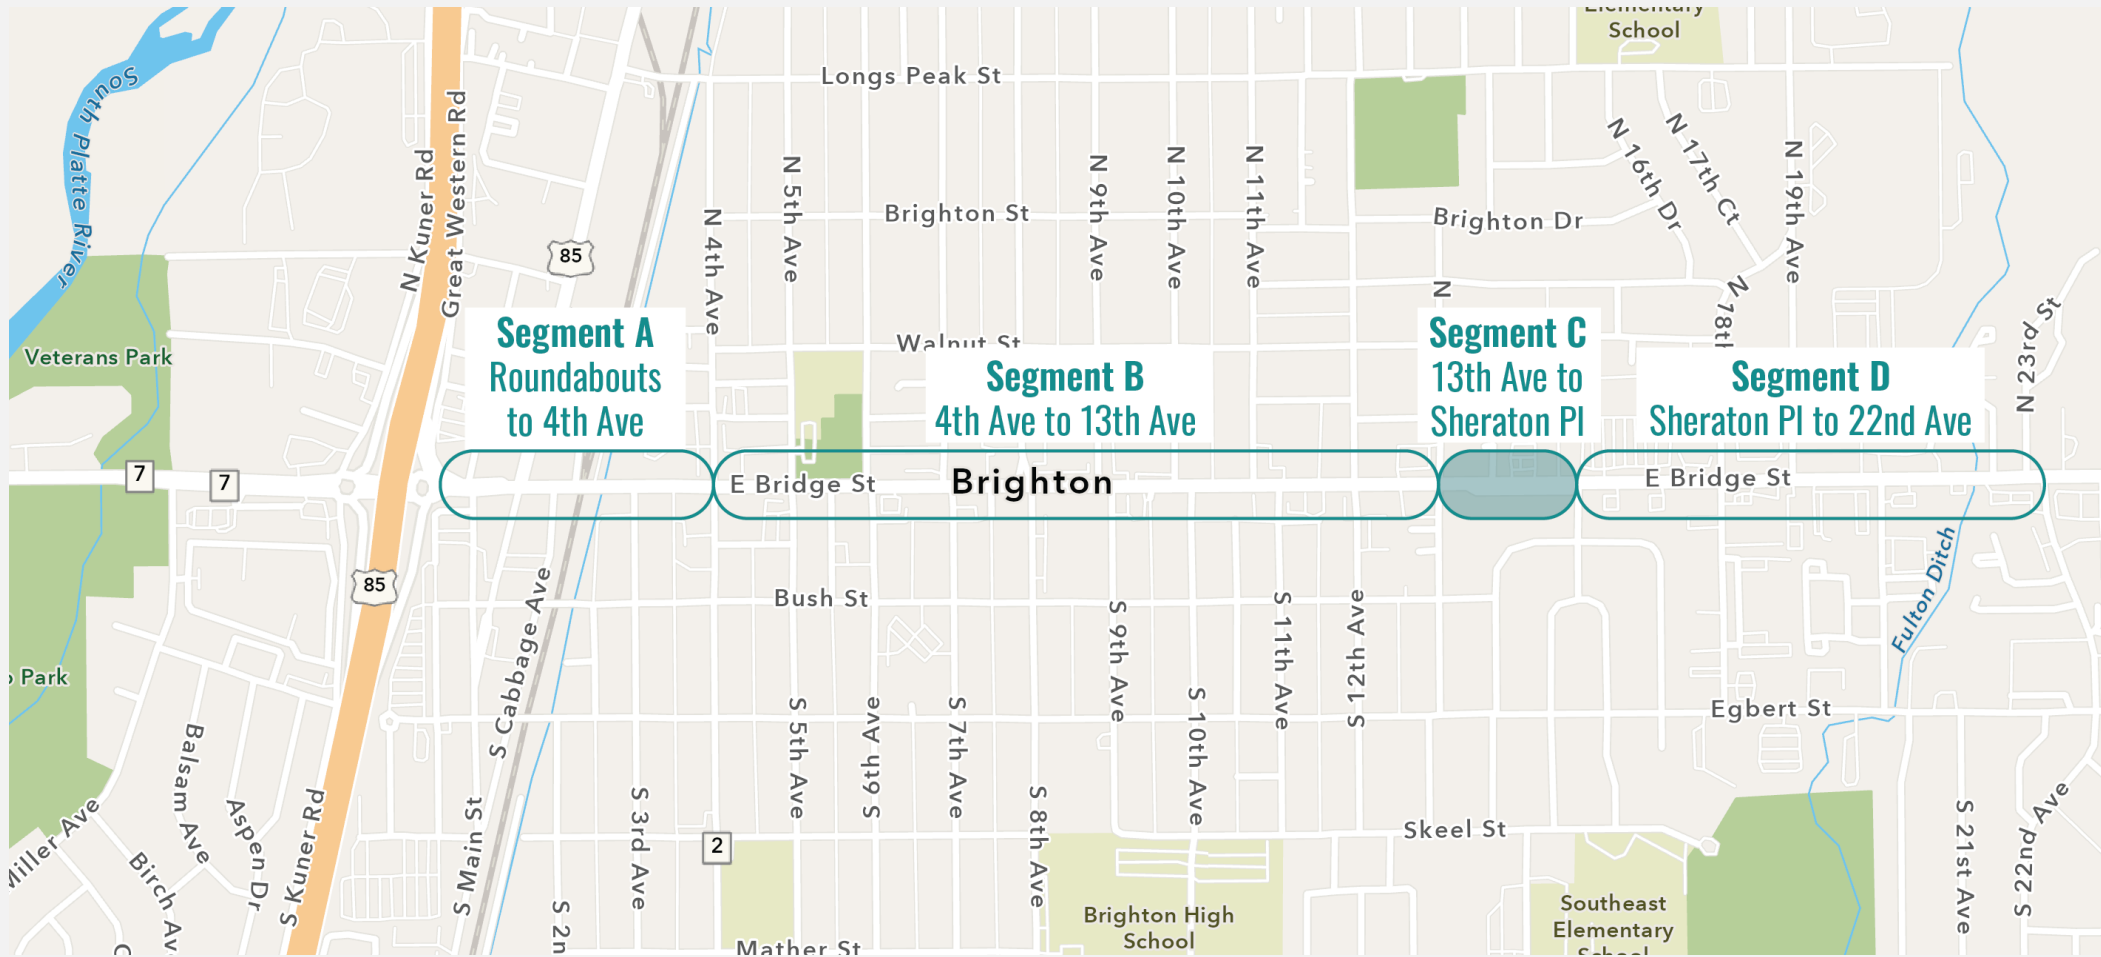 Elementary
School
South Platte River
Longs Peak St
N Kuner Rd
Great Western Rd
N 5th Ave
N 9th Ave
N 10th Ave
N 11th Ave
N 16th Dr
N 17th Ct
N 19th Ave
N 4th Ave
Brighton St
Brighton Dr
85
N
N 18th
N 23rd St
Walnut St
Veterans Park
Segment A
Roundabouts
to 4th Ave
Segment B
4th Ave to 13th Ave
Segment C
13th Ave to
Sheraton Pl
Segment D
Sheraton Pl to 22nd Ave
7
7
E Bridge St
Brighton
E Bridge St
85
Bush St
S Cabbage Ave
S 9th Ave
S 11th Ave
S 12th Ave
Fulton Ditch
Park
Balsam Ave
Aspen Dr
S Kuner Rd
S Main St
S 5th Ave
S 6th Ave
S 7th Ave
S 10th Ave
Egbert St
Miller Ave
Birch Av
S 3rd Ave
2
S 8th Ave
Skeel St
S 21st Ave
S 22nd Ave
S 2n
Mather St
Brighton High
School
Southeast
Elementary
School